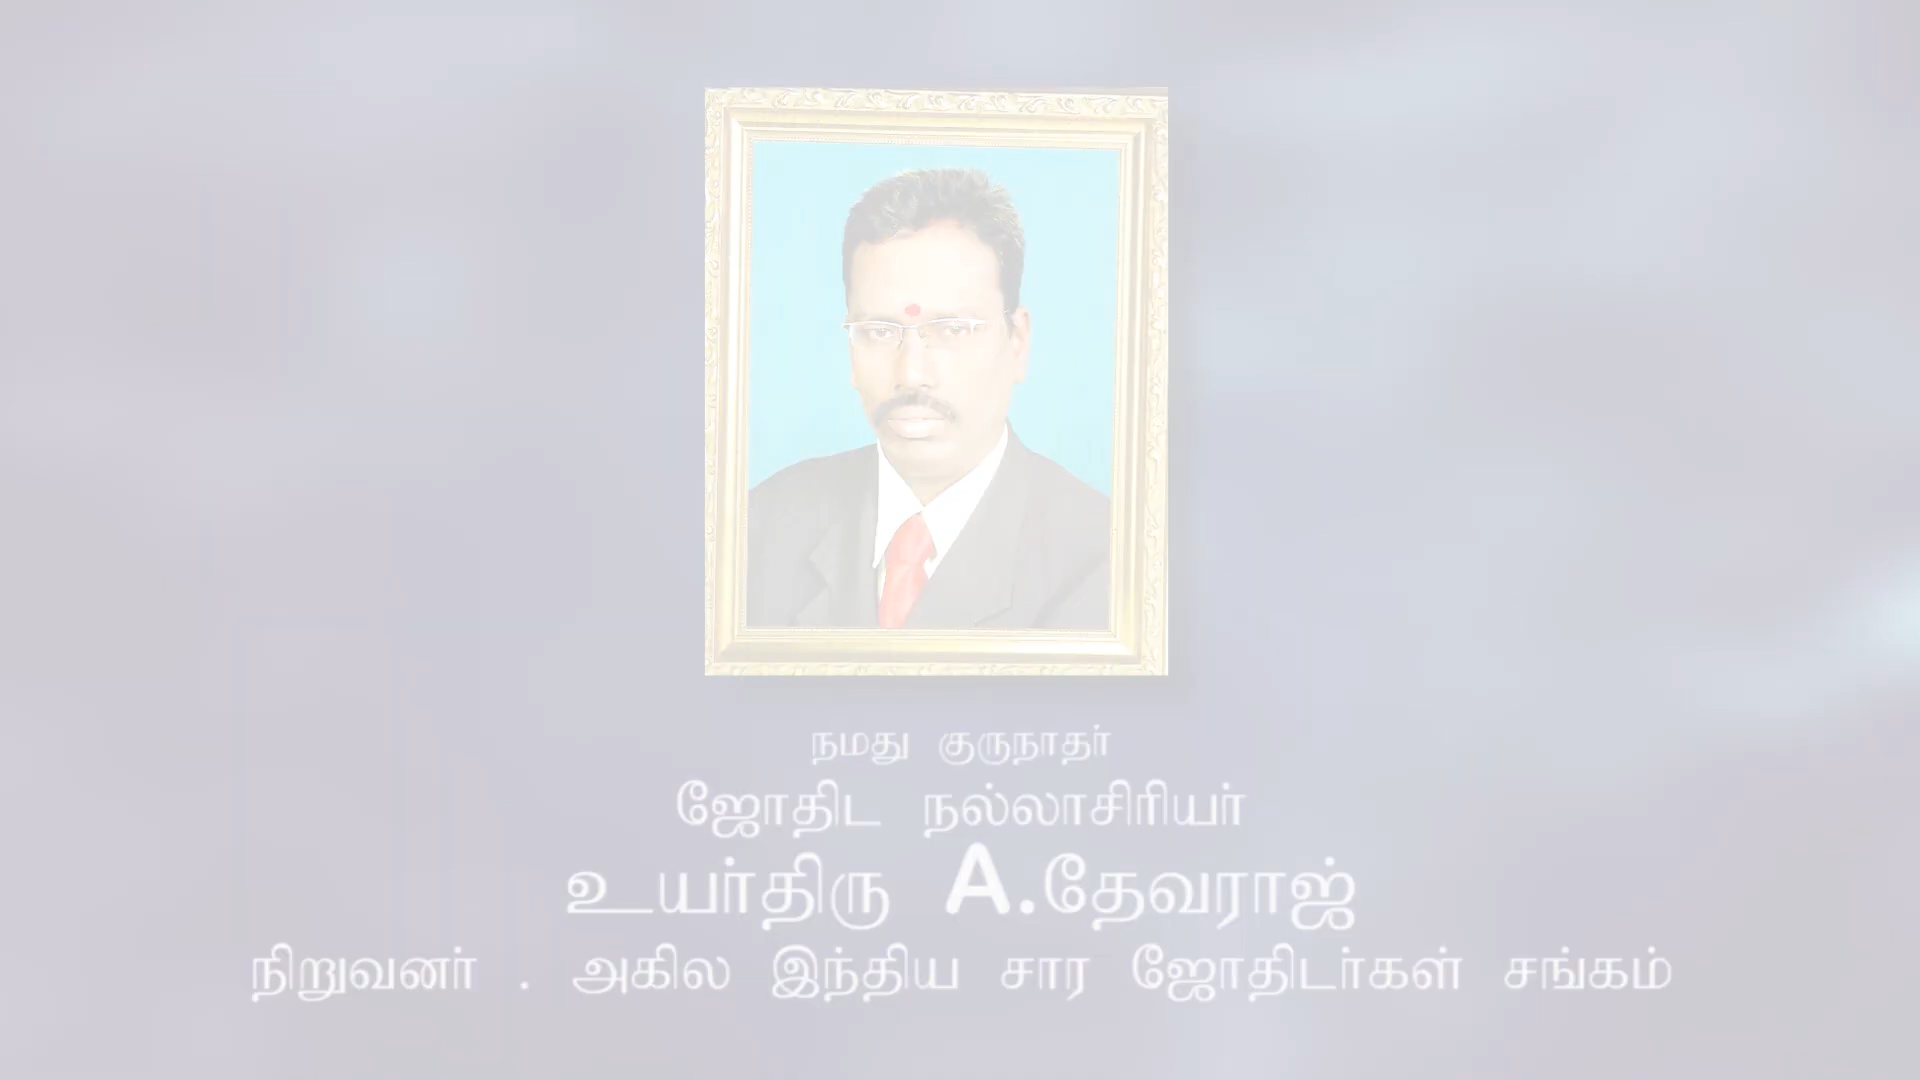 நமது குருநாதர்
ஜோதிட நல்லாசிரியர்
உயர்திரு A.தேவராஜ்
நிறுவனர் . அகில இந்திய சார ஜோதிடர்கள் சங்கம்